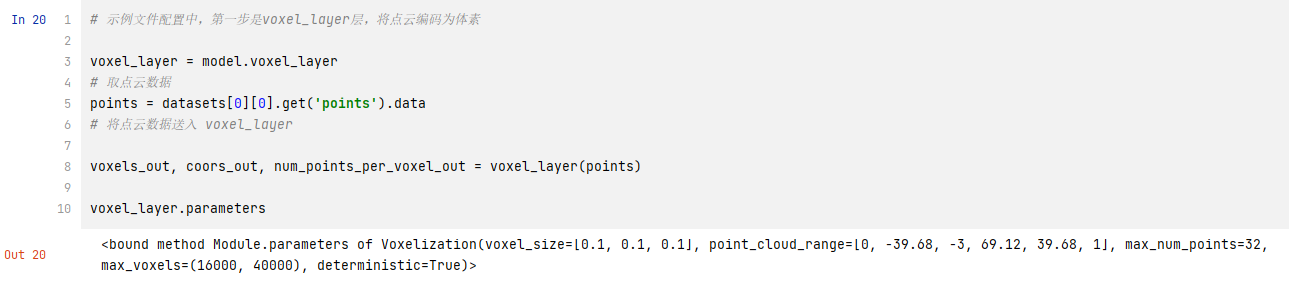 In 20
1 # 示例文件配置中，第一步是voxel_layer层，将点云编码为体素
2
3 voxel_layer = model.voxel_layer
4 # 取点云数据
5 points = datasets[0][0].get('points').data
6 # 将点云数据送入 voxel_layer
7
8 voxels_out, coors_out, num_points_per_voxel_out = voxel_layer(points)
9
10 voxel_layer.parameters
Out 20
<bound method Module.parameters of Voxelization(voxel_size=[0.1, 0.1, 0.1], point_cloud_range=[0, -39.68, -3, 69.12, 39.68, 1], max_num_points=32,
max_voxels=(16000, 40000), deterministic=True)>